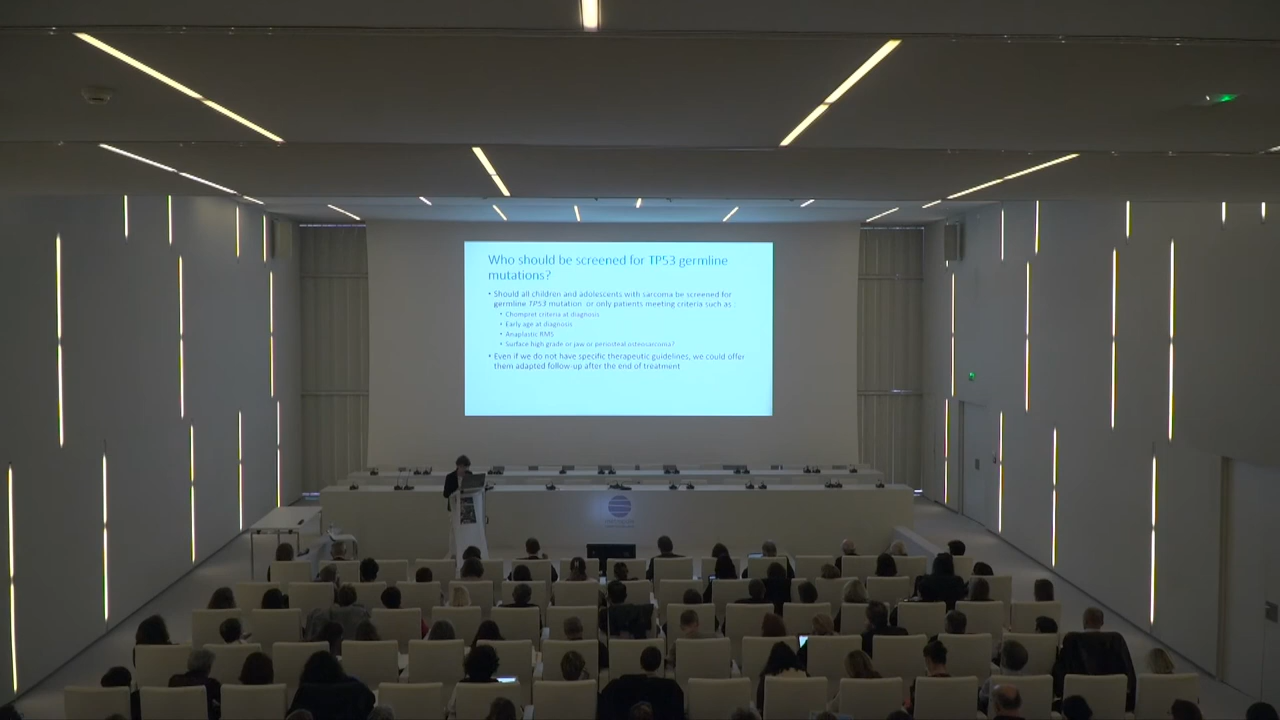 Who should be screened for TP53 germline
mutations?
• Should all children and adolescents with sarcoma be screened for
germline TP53 mutation or only patients meeting criteria such as :
• Chompret criteria at diagnosis
• Early age at diagnosis
• Anaplastic RMS
• Surface high grade or jaw or periosteal osteosarcoma?
• Even if we do not have specific therapeutic guidelines, we could offer
them adapted follow-up after the end of treatment